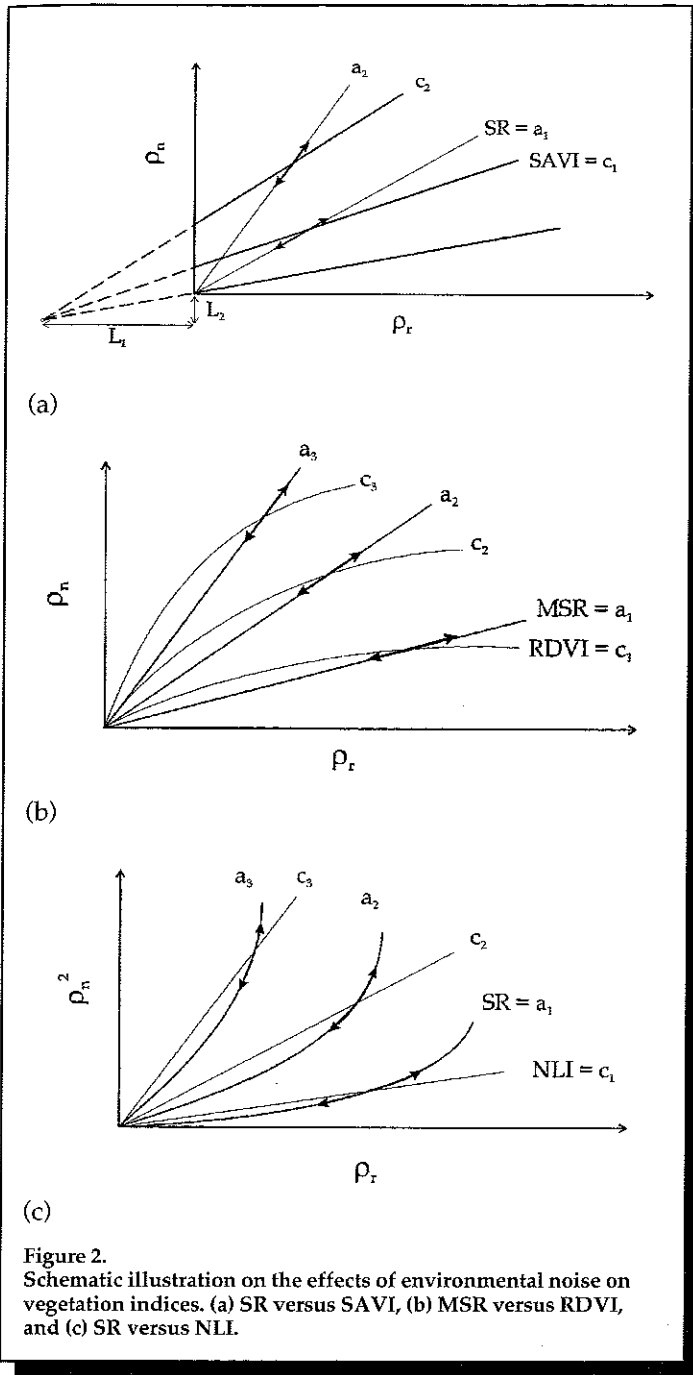 a₂
c₂
SR = a₁
SAVI = c₁
ρₙ
L₂
L₁
ρᵣ
(a)
a₃
c₃
a₂
c₂
ρₙ
MSR = a₁
RDVI = c₁
ρᵣ
(b)
a₃
c₃
a₂
c₂
ρₙ²
SR = a₁
NLI = c₁
ρᵣ
(c)
Figure 2.
Schematic illustration on the effects of environmental noise on
vegetation indices. (a) SR versus SAVI, (b) MSR versus RDVI,
and (c) SR versus NLI.